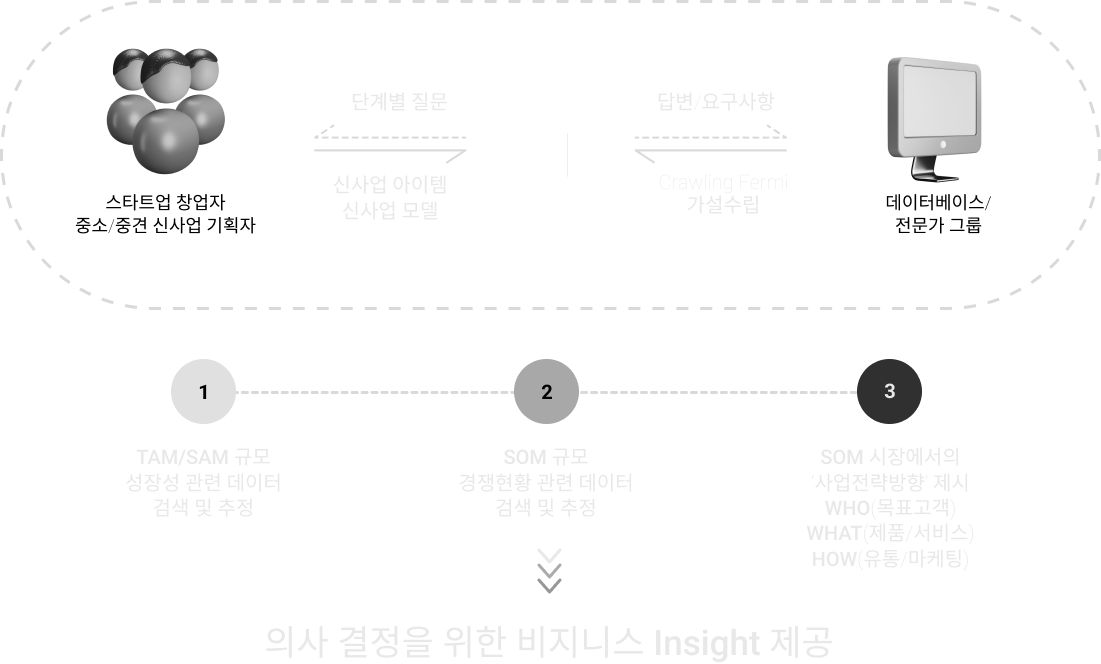 단계별 질문
답변/요구사항
신사업 아이템
신사업 모델
Crawling Fermi
가설수립
스타트업 창업자
중소/중견 신사업 기획자
데이터베이스/
전문가 그룹
1
2
3
TAM/SAM 규모
성장성 관련 데이터
검색 및 추정
SOM 규모
경쟁현황 관련 데이터
검색 및 추정
SOM 시장에서의
'사업전략방향' 제시
WHO(목표고객)
WHAT(제품/서비스)
HOW(유통/마케팅)
의사 결정을 위한 비지니스 Insight 제공